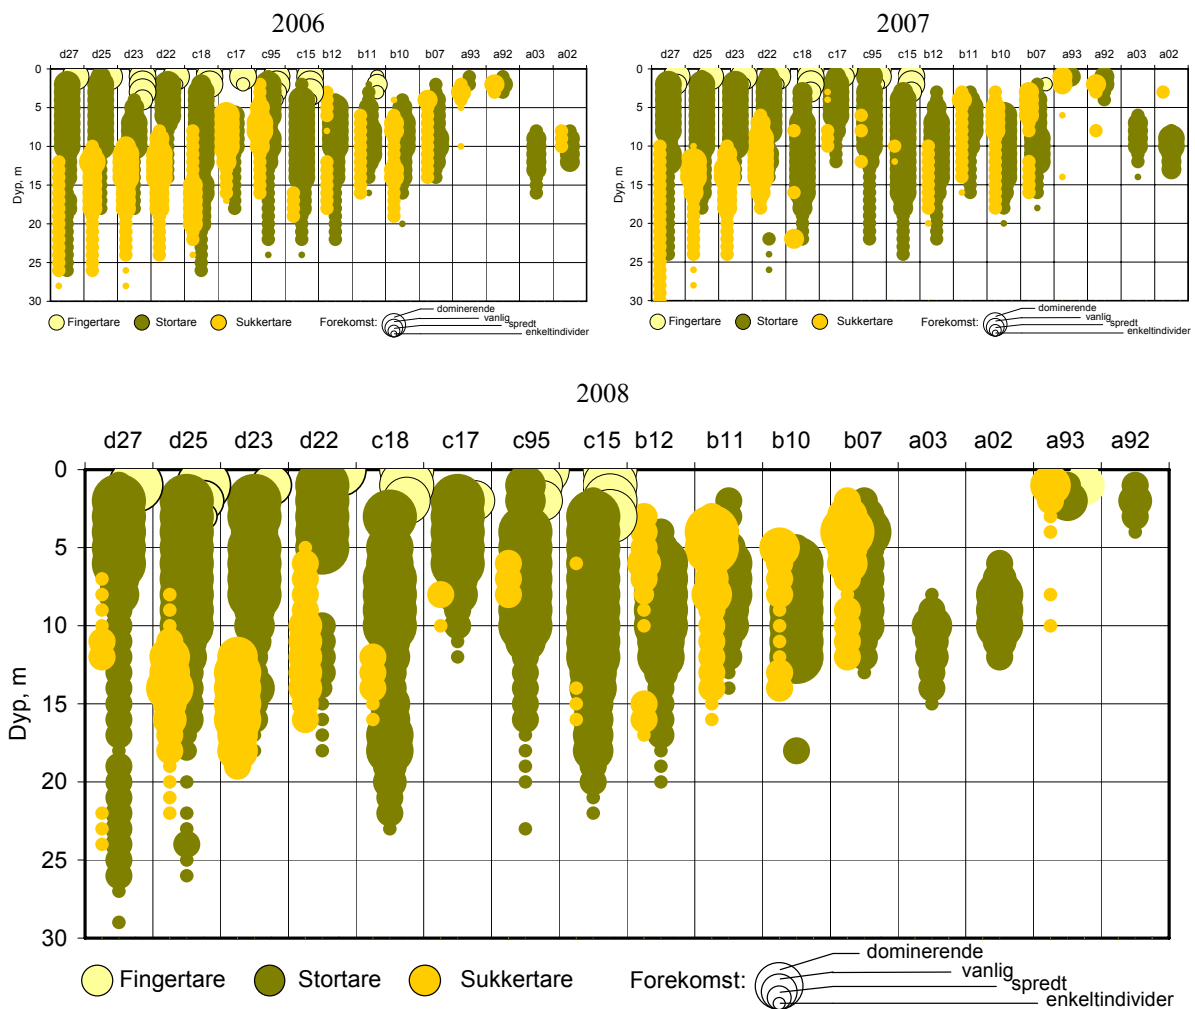 2006
d27 d25 d23 d22 c18 c17 c95 c15 b12 b11 b10 b07 a93 a92 a03 a02
0
5
10
15
20
25
30
Dyp, m
Fingertare Stortare Sukkertare Forekomst: dominerende vanlig spredt enkeltindivider
2007
d27 d25 d23 d22 c18 c17 c95 c15 b12 b11 b10 b07 a93 a92 a03 a02
0
5
10
15
20
25
30
Dyp, m
Fingertare Stortare Sukkertare Forekomst: dominerende vanlig spredt enkeltindivider
2008
d27 d25 d23 d22 c18 c17 c95 c15 b12 b11 b10 b07 a03 a02 a93 a92
0
5
10
15
20
25
30
Dyp, m
Fingertare Stortare Sukkertare Forekomst: dominerende vanlig spredt enkeltindivider